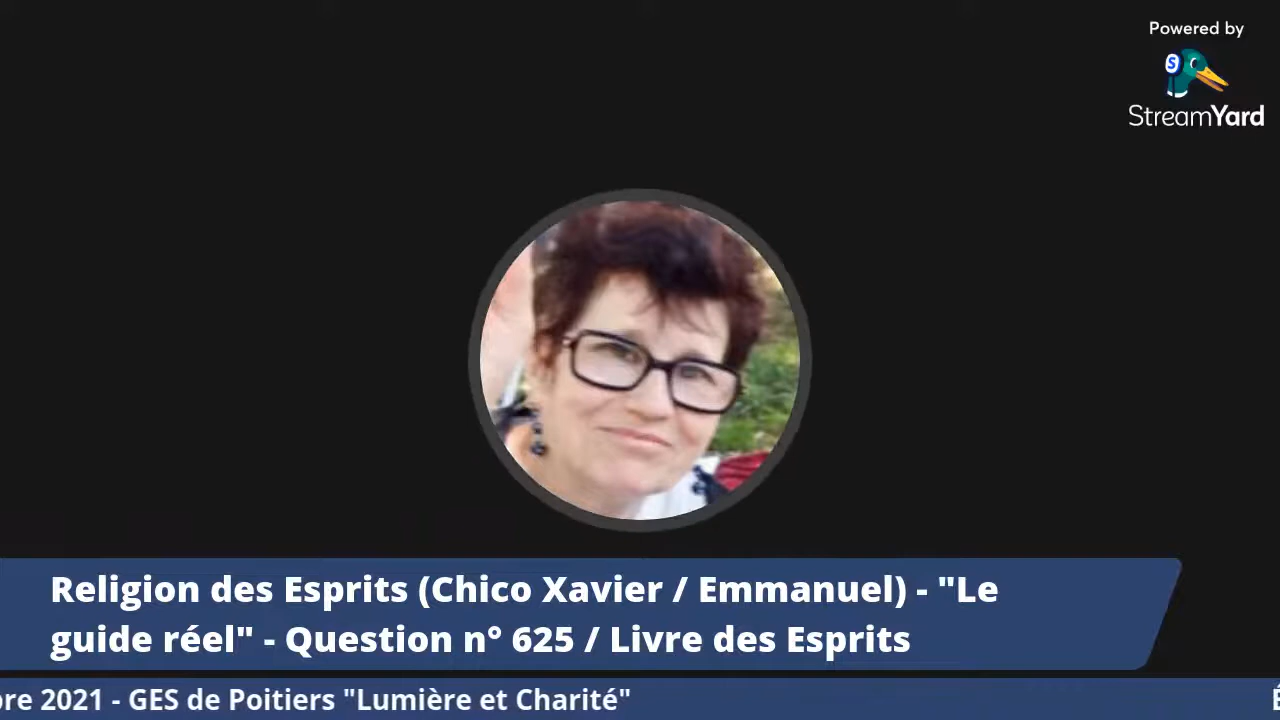 Powered by
S
StreamYard
Religion des Esprits (Chico Xavier / Emmanuel) - "Le
guide réel" - Question n° 625 / Livre des Esprits
bre 2021 - GES de Poitiers "Lumière et Charité"